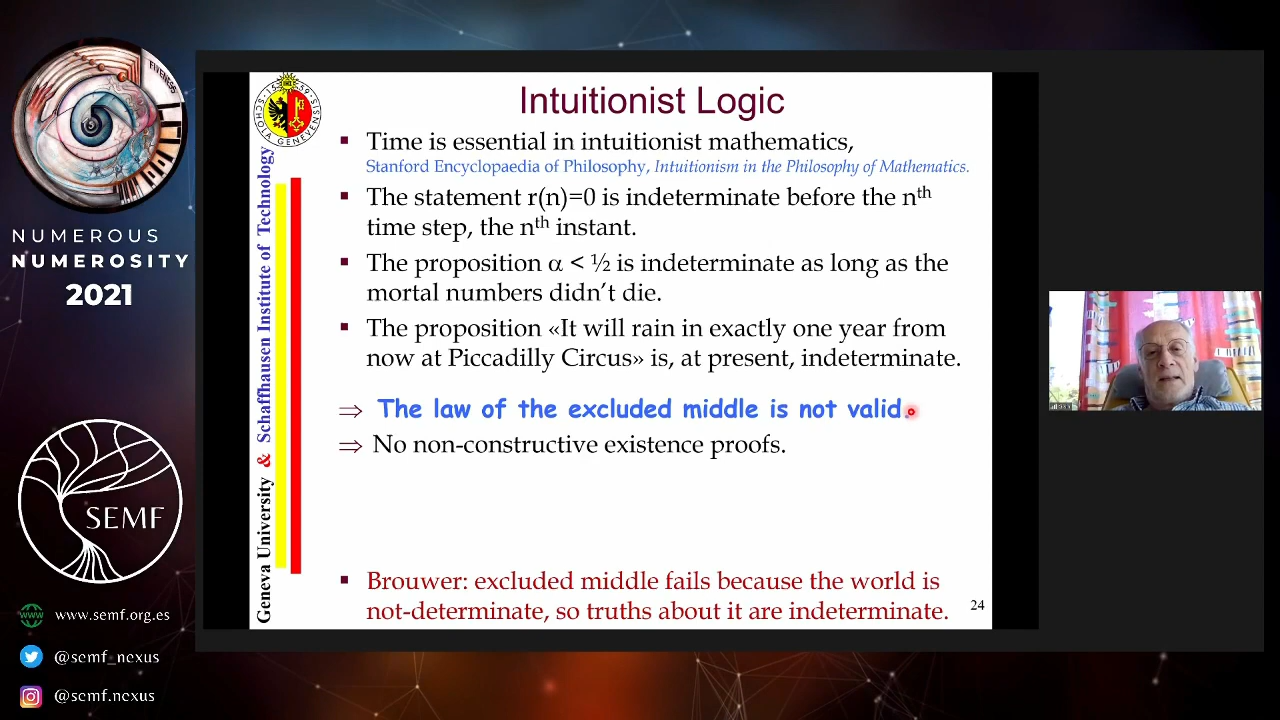 FIVENESS
NUMEROUS
NUMEROSITY
2021
SEMF
www
www.semf.org.es
@semf_nexus
@semf.nexus
SCHOLA GENEVENSIS
1559
Geneva University & Schaffhausen Institute of Technology
Intuitionist Logic
▪ Time is essential in intuitionist mathematics,
Stanford Encyclopaedia of Philosophy, Intuitionism in the Philosophy of Mathematics.
▪ The statement r(n)=0 is indeterminate before the nth
time step, the nth instant.
▪ The proposition α < ½ is indeterminate as long as the
mortal numbers didn't die.
▪ The proposition «It will rain in exactly one year from
now at Piccadilly Circus» is, at present, indeterminate.
⇒ The law of the excluded middle is not valid.
⇒ No non-constructive existence proofs.
▪ Brouwer: excluded middle fails because the world is
not-determinate, so truths about it are indeterminate.
24